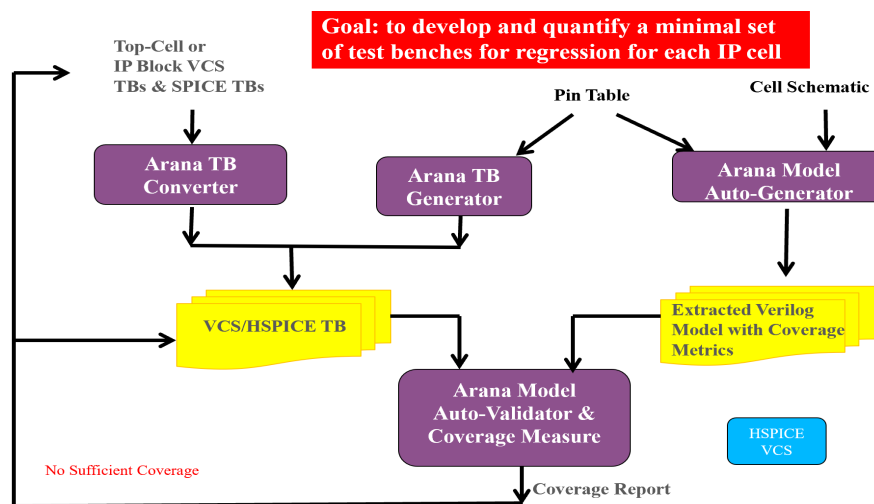 Goal: to develop and quantify a minimal set
of test benches for regression for each IP cell
Top-Cell or
IP Block VCS
TBs & SPICE TBs
Pin Table
Cell Schematic
Arana TB
Converter
Arana TB
Generator
Arana Model
Auto-Generator
VCS/HSPICE TB
Extracted Verilog
Model with Coverage
Metrics
Arana Model
Auto-Validator &
Coverage Measure
HSPICE
VCS
No Sufficient Coverage
Coverage Report